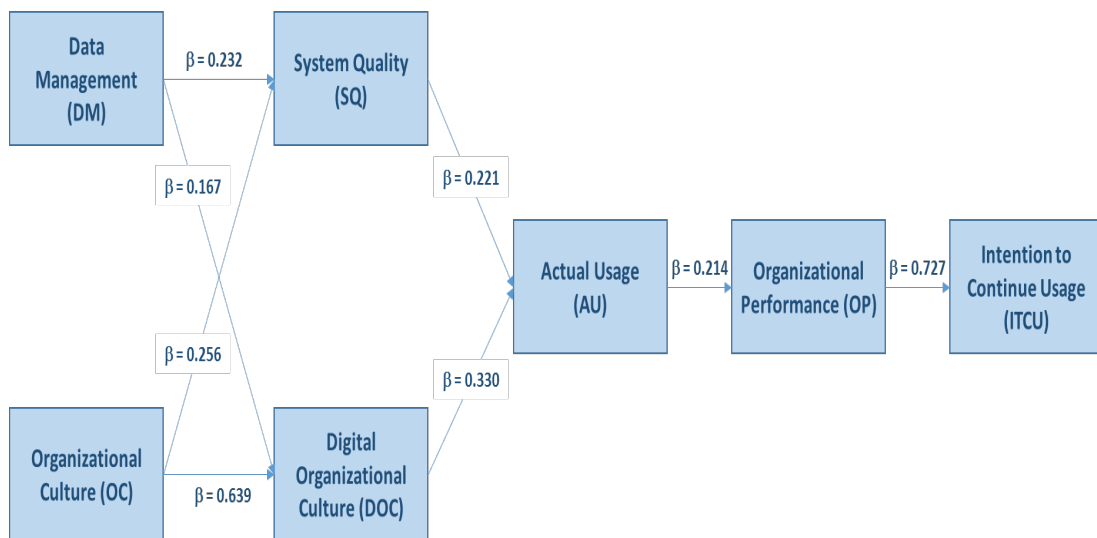 Data
Management
(DM)
β = 0.232
System Quality
(SQ)
β = 0.167
β = 0.221
Actual Usage
(AU)
β = 0.214
Organizational
Performance (OP)
β = 0.727
Intention to
Continue Usage
(ITCU)
β = 0.256
β = 0.330
Organizational
Culture (OC)
β = 0.639
Digital
Organizational
Culture (DOC)